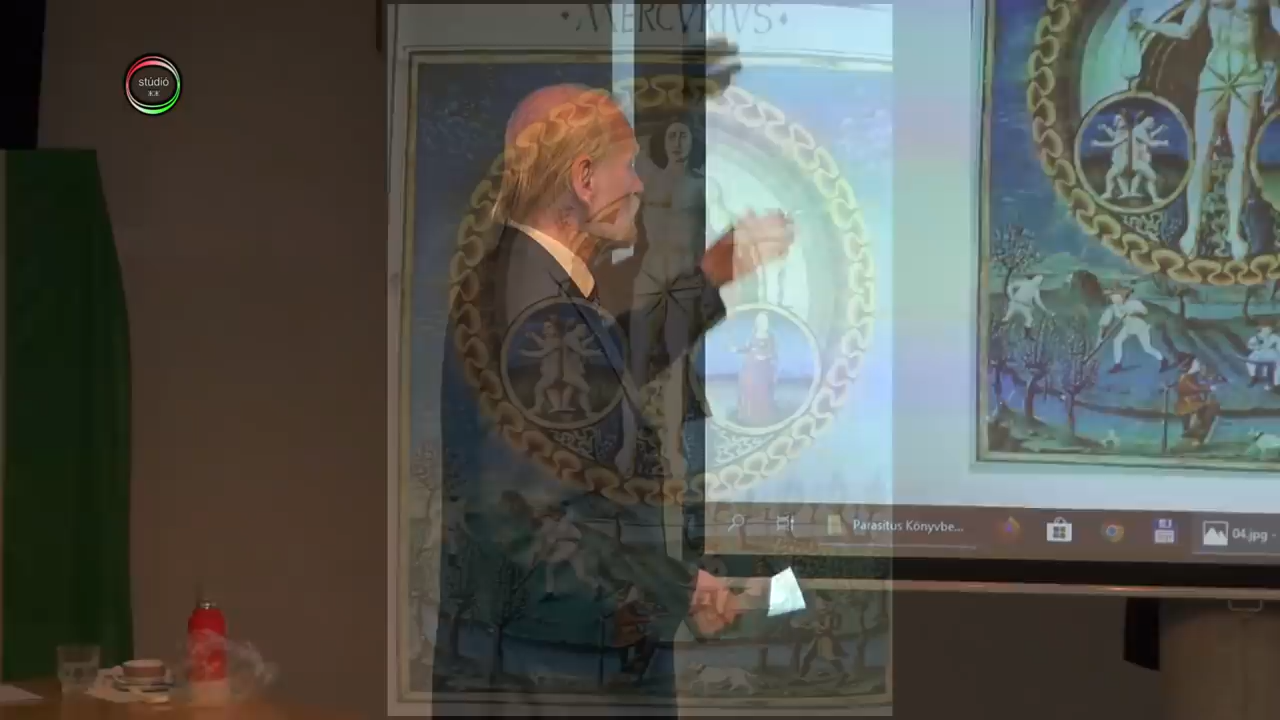 • MERCVRIVS •
stúdió
Parasitus Könyvbe...
04.jpg -